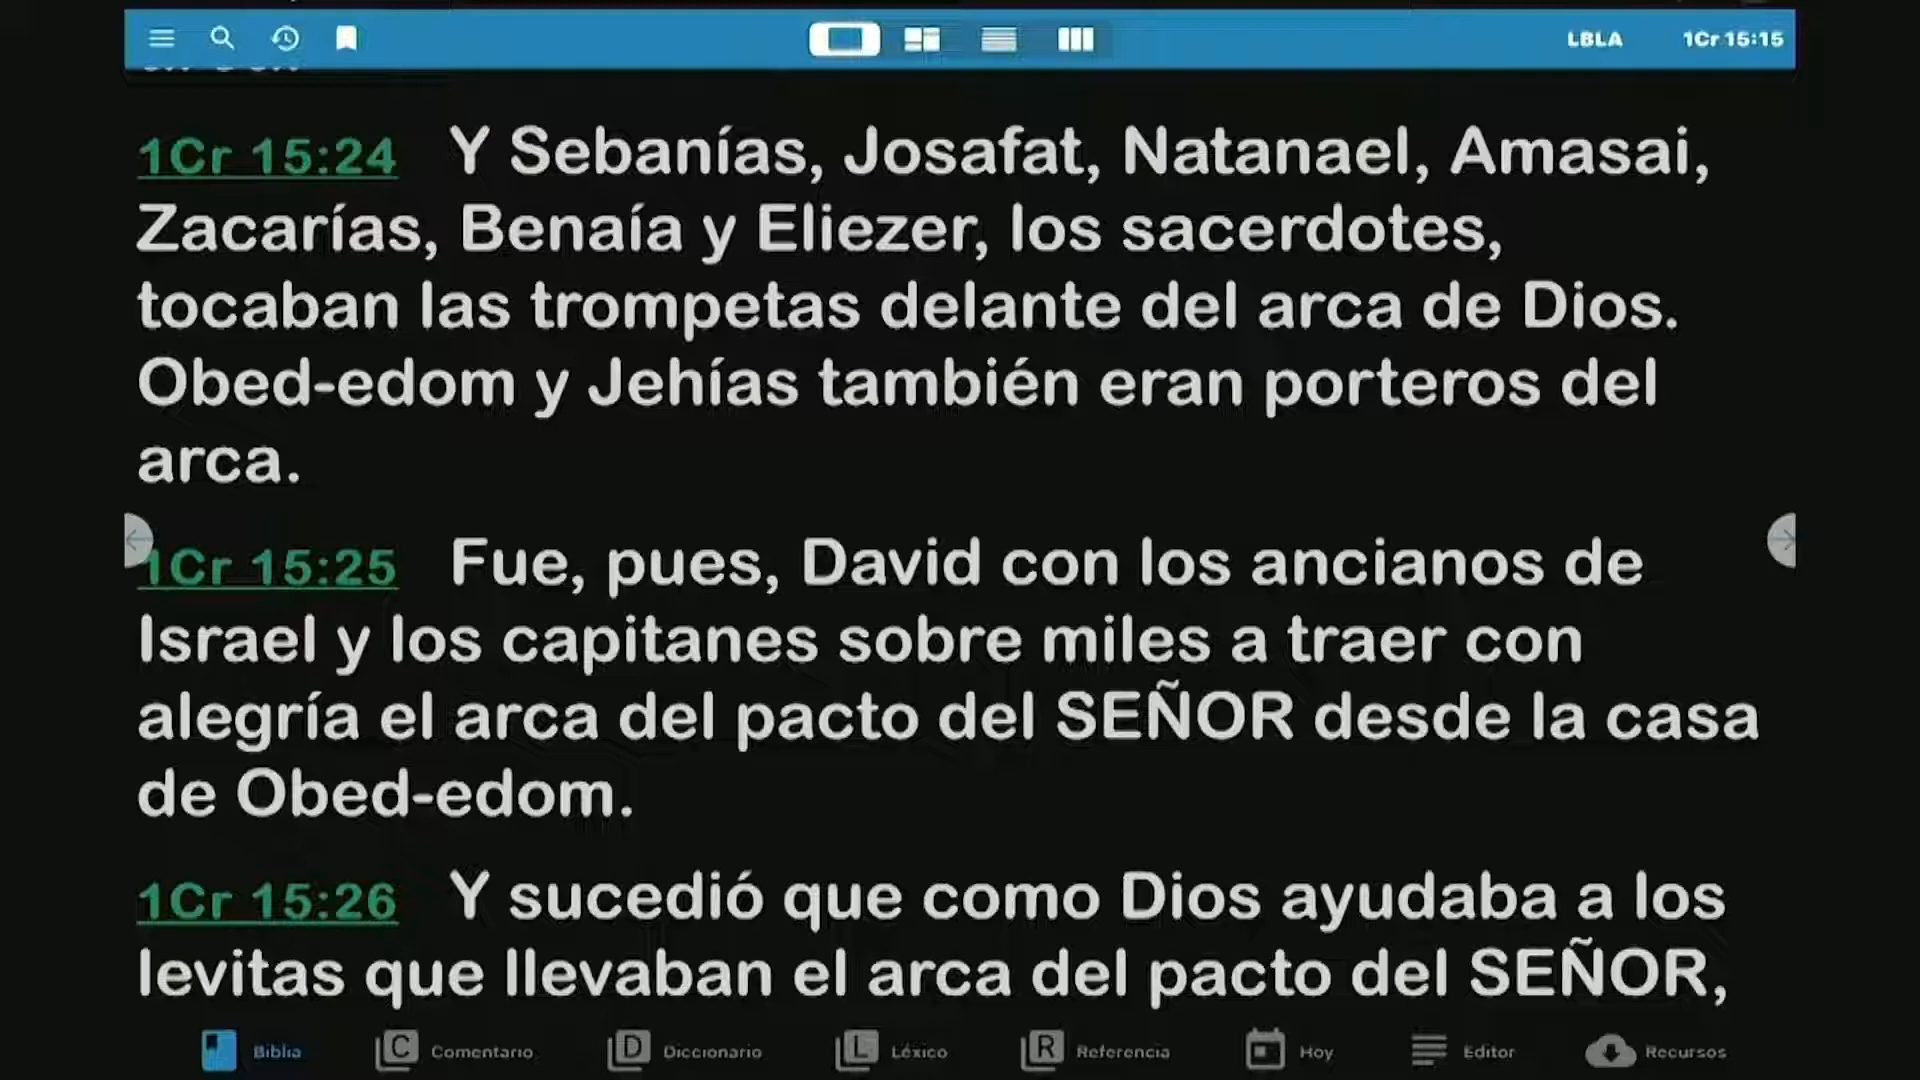 LBLA 1Cr 15:15
1Cr 15:24 Y Sebanías, Josafat, Natanael, Amasai,
Zacarías, Benaía y Eliezer, los sacerdotes,
tocaban las trompetas delante del arca de Dios.
Obed-edom y Jehías también eran porteros del
arca.
1Cr 15:25 Fue, pues, David con los ancianos de
Israel y los capitanes sobre miles a traer con
alegría el arca del pacto del SEÑOR desde la casa
de Obed-edom.
1Cr 15:26 Y sucedió que como Dios ayudaba a los
levitas que llevaban el arca del pacto del SEÑOR,
Biblia C Comentario D Diccionario L Léxico R Referencia Hoy Editor Recursos